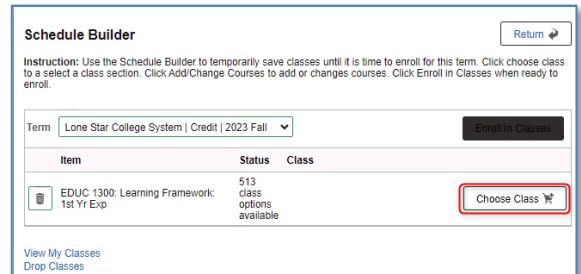 Schedule Builder
Return
Instruction: Use the Schedule Builder to temporarily save classes until it is time to enroll for this term. Click choose class
to a select a class section. Click Add/Change Courses to add or changes courses. Click Enroll in Classes when ready to
enroll.
Term Lone Star College System | Credit | 2023 Fall
Enroll In Classes
Item Status Class
EDUC 1300: Learning Framework:
1st Yr Exp
513
class
options
available
Choose Class
View My Classes
Drop Classes